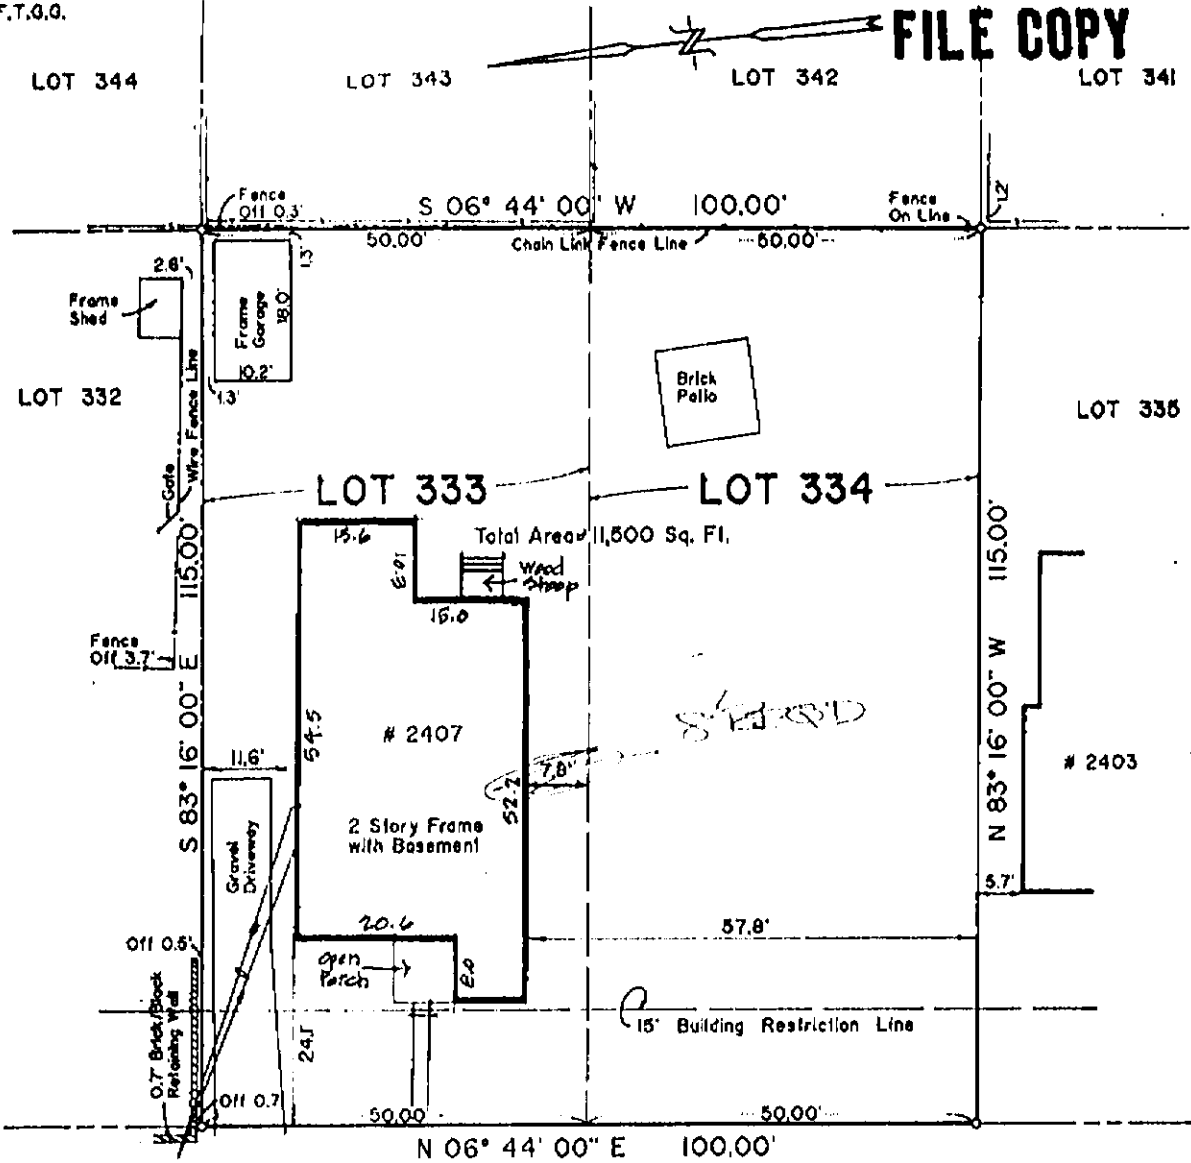 F.T.G.G.
FILE COPY
LOT 344
LOT 343
LOT 342
LOT 341
Fence
Off 0.3'
S 06° 44' 00" W 100.00'
Fence
On Line
12'
50.00'
Chain Link Fence Line
50.00'
2.6'
1.3'
Frame
Shed
Frame
Garage
18.0'
10.2'
1.3'
Brick
Patio
LOT 332
Wire Fence Line
LOT 335
Gate
LOT 333
LOT 334
15.6
Total Area 11,500 Sq. Ft.
10.3
Wood
Stoop
15.0
S 83° 16' 00" E 115.00'
N 83° 16' 00" W 115.00'
Fence
Off 3.7'
54.5
# 2407
11.6'
7.8'
52.2
# 2403
2 Story Frame
with Basement
Gravel
Driveway
5.7'
20.6
57.8'
Off 0.5'
Open
Porch
8.0
0.7' Brick/Block
Retaining Wall
15' Building Restriction Line
24.1
Off 0.7
50.00
50.00'
N 06° 44' 00" E 100.00'